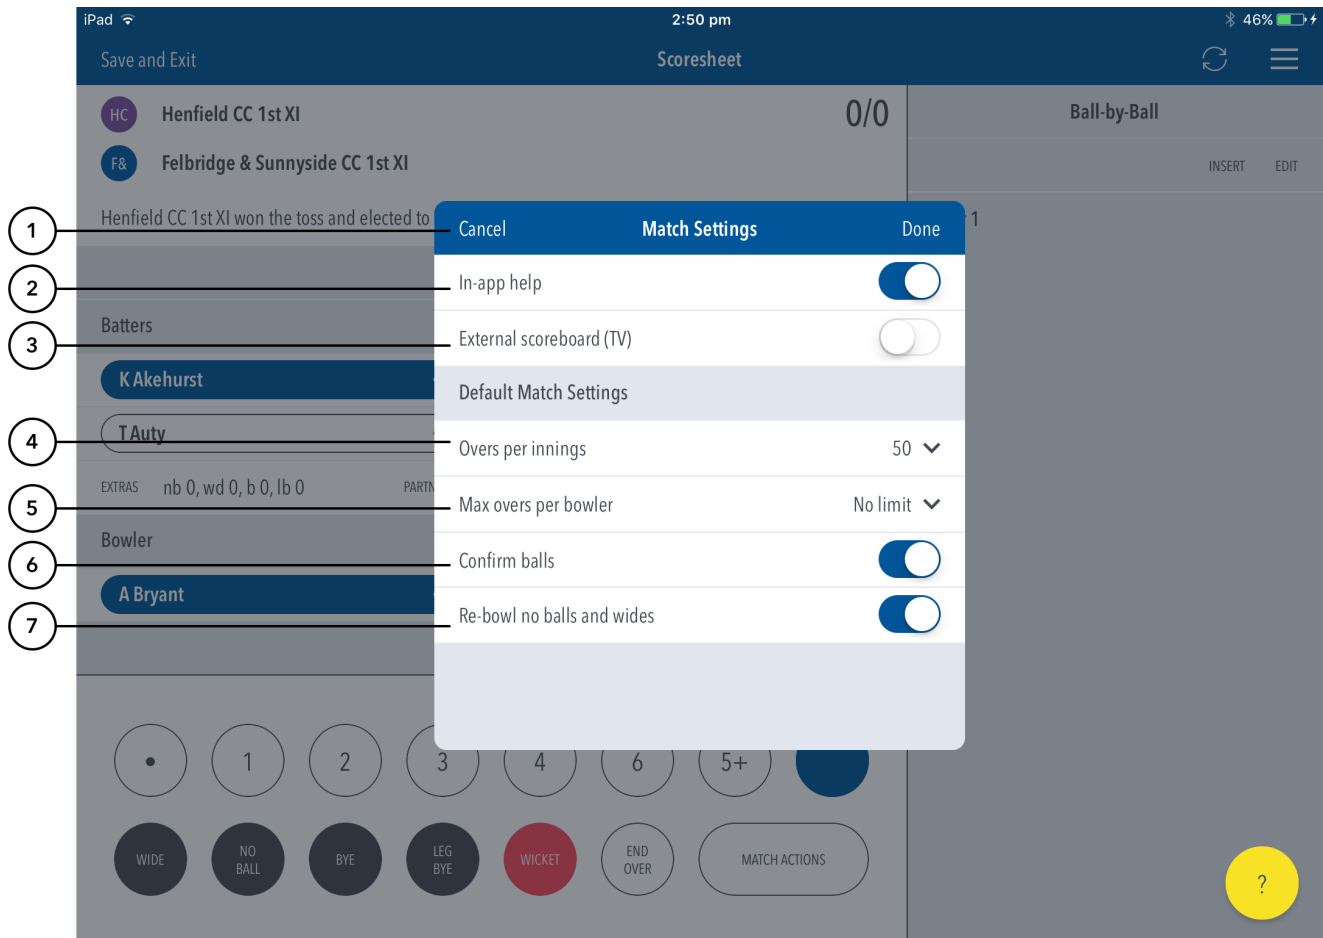 iPad 2:50 pm 46%
Save and Exit Scoresheet
HC Henfield CC 1st XI 0/0 Ball-by-Ball
F& Felbridge & Sunnyside CC 1st XI INSERT EDIT
Henfield CC 1st XI won the toss and elected to 1
1 Cancel Match Settings Done
2 In-app help
3 External scoreboard (TV)
Batters
K Akehurst
Default Match Settings
T Auty
4 Overs per innings 50
EXTRAS nb 0, wd 0, b 0, lb 0
5 Max overs per bowler No limit
Bowler
6 Confirm balls
A Bryant
7 Re-bowl no balls and wides
1 2 3 4 6 5+
WIDE NO BALL BYE LEG BYE WICKET END OVER MATCH ACTIONS
?